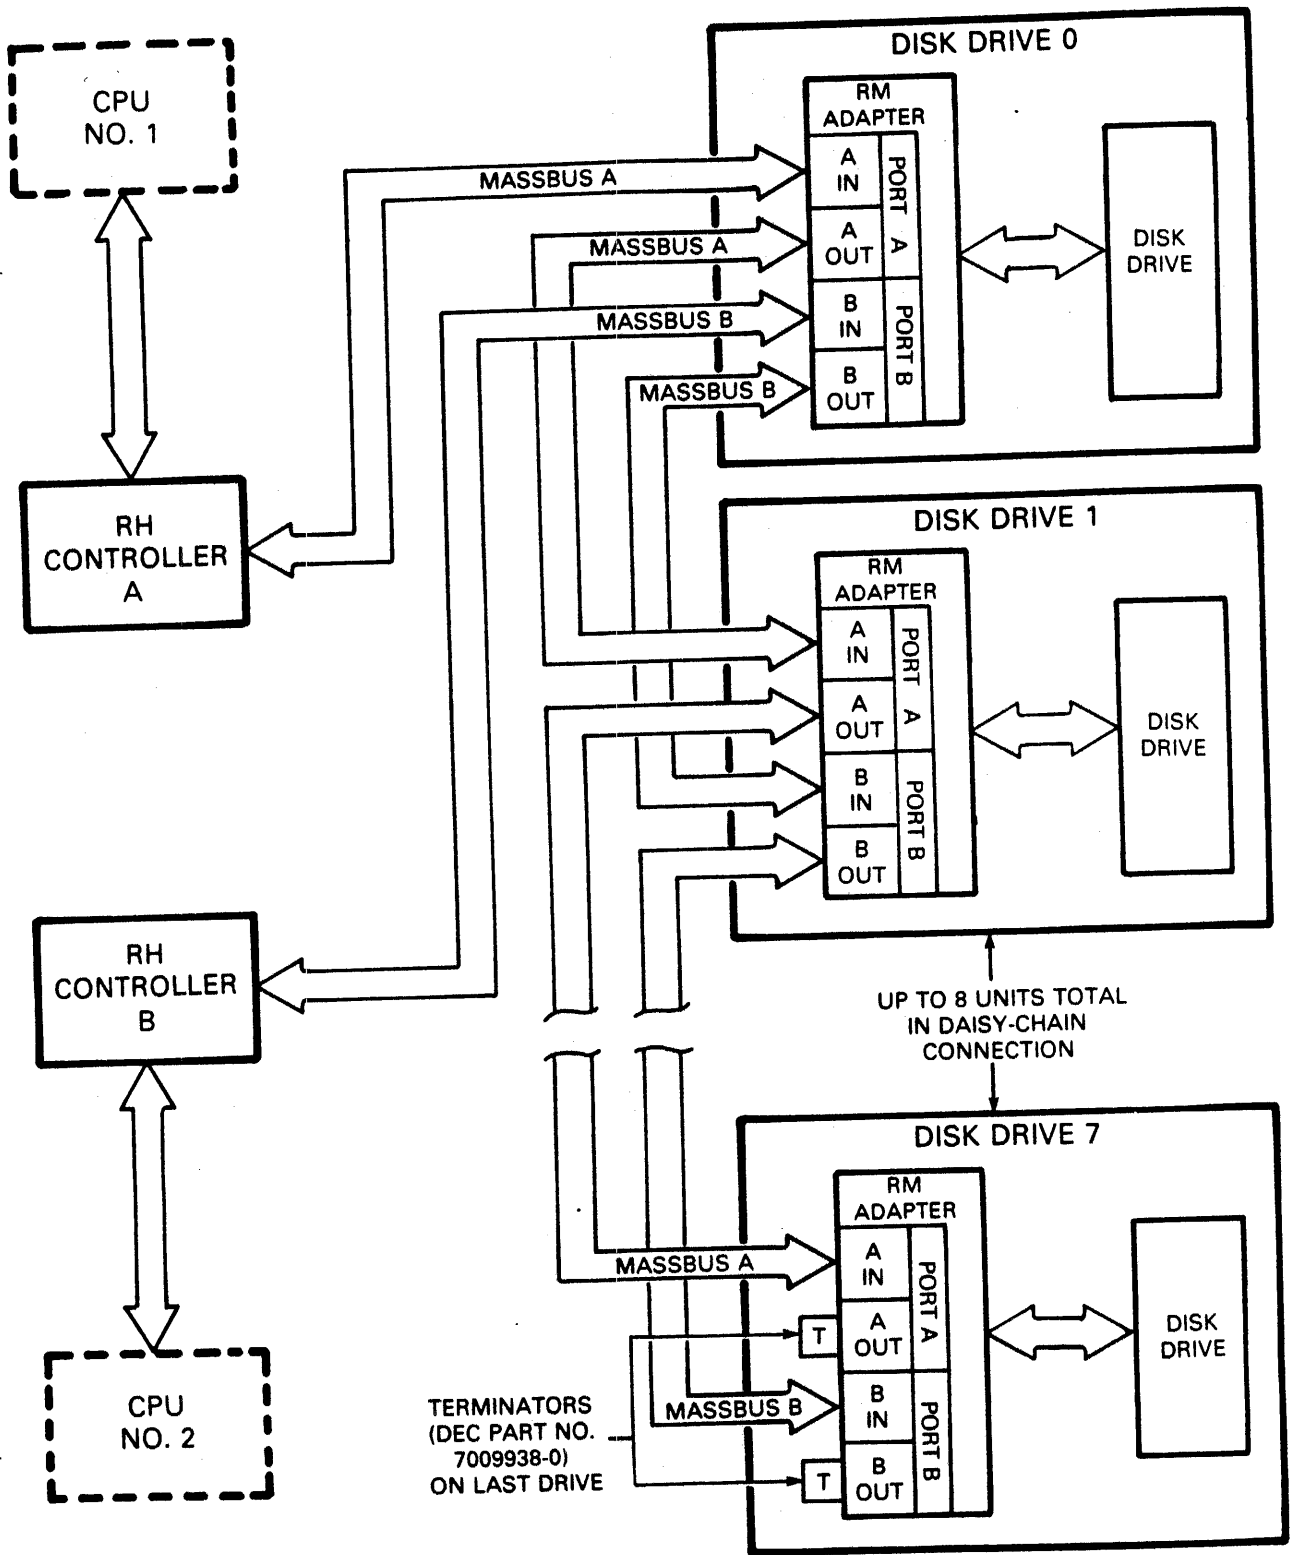 CPU
NO. 1
RH
CONTROLLER
A
RH
CONTROLLER
B
CPU
NO. 2
MASSBUS A
MASSBUS A
MASSBUS B
MASSBUS B
DISK DRIVE 0
RM
ADAPTER
A
IN
A
OUT
PORT A
B
IN
B
OUT
PORT B
DISK
DRIVE
DISK DRIVE 1
RM
ADAPTER
A
IN
A
OUT
PORT A
B
IN
B
OUT
PORT B
DISK
DRIVE
UP TO 8 UNITS TOTAL
IN DAISY-CHAIN
CONNECTION
DISK DRIVE 7
RM
ADAPTER
MASSBUS A
A
IN
T
A
OUT
PORT A
MASSBUS B
B
IN
T
B
OUT
PORT B
DISK
DRIVE
TERMINATORS
(DEC PART NO.
7009938-0)
ON LAST DRIVE